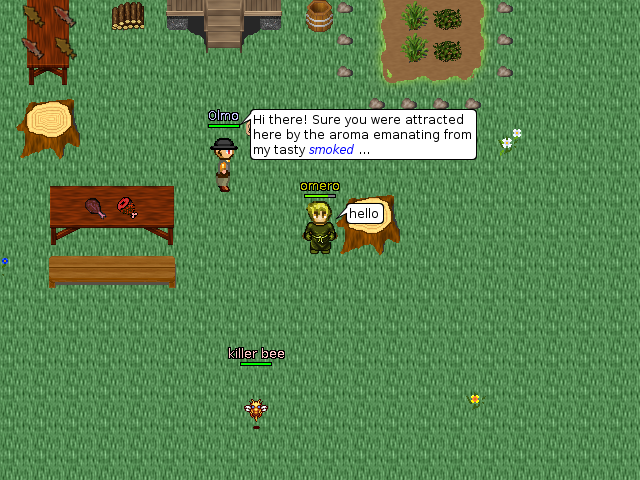 Olmo
Hi there! Sure you were attracted
here by the aroma emanating from
my tasty smoked ...
omero
hello
killer bee